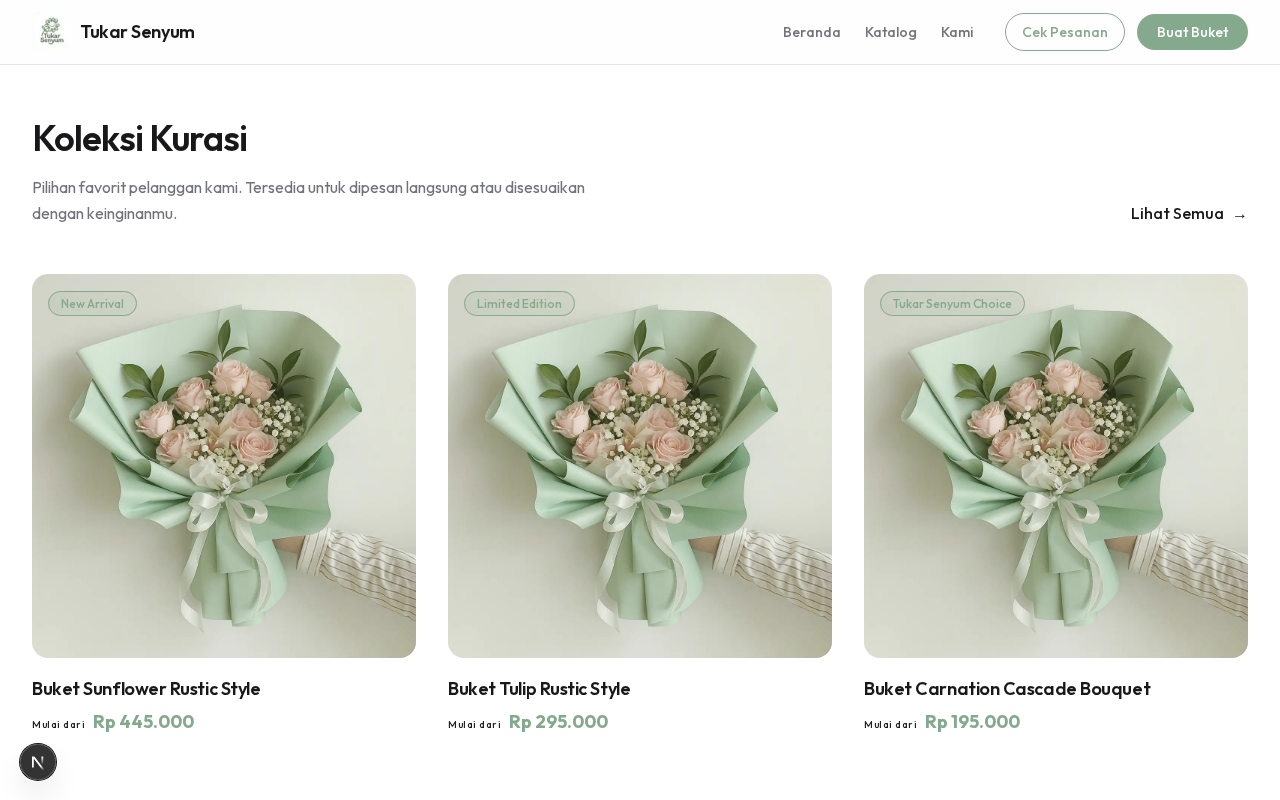 Tukar Senyum
Tukar Senyum
Beranda
Katalog
Kami
Cek Pesanan
Buat Buket
Koleksi Kurasi
Pilihan favorit pelanggan kami. Tersedia untuk dipesan langsung atau disesuaikan
dengan keinginanmu.
Lihat Semua →
New Arrival
Limited Edition
Tukar Senyum Choice
Buket Sunflower Rustic Style
Mulai dari Rp 445.000
Buket Tulip Rustic Style
Mulai dari Rp 295.000
Buket Carnation Cascade Bouquet
Mulai dari Rp 195.000
N